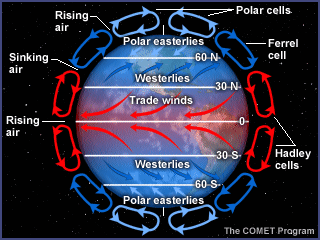 Rising
air
Polar cells
Polar easterlies
Ferrel
cell
Sinking
air
60 N
Westerlies
30 N
Trade winds
Rising
air
0
Hadley
cells
30 S
Westerlies
60 S
Polar easterlies
The COMET Program